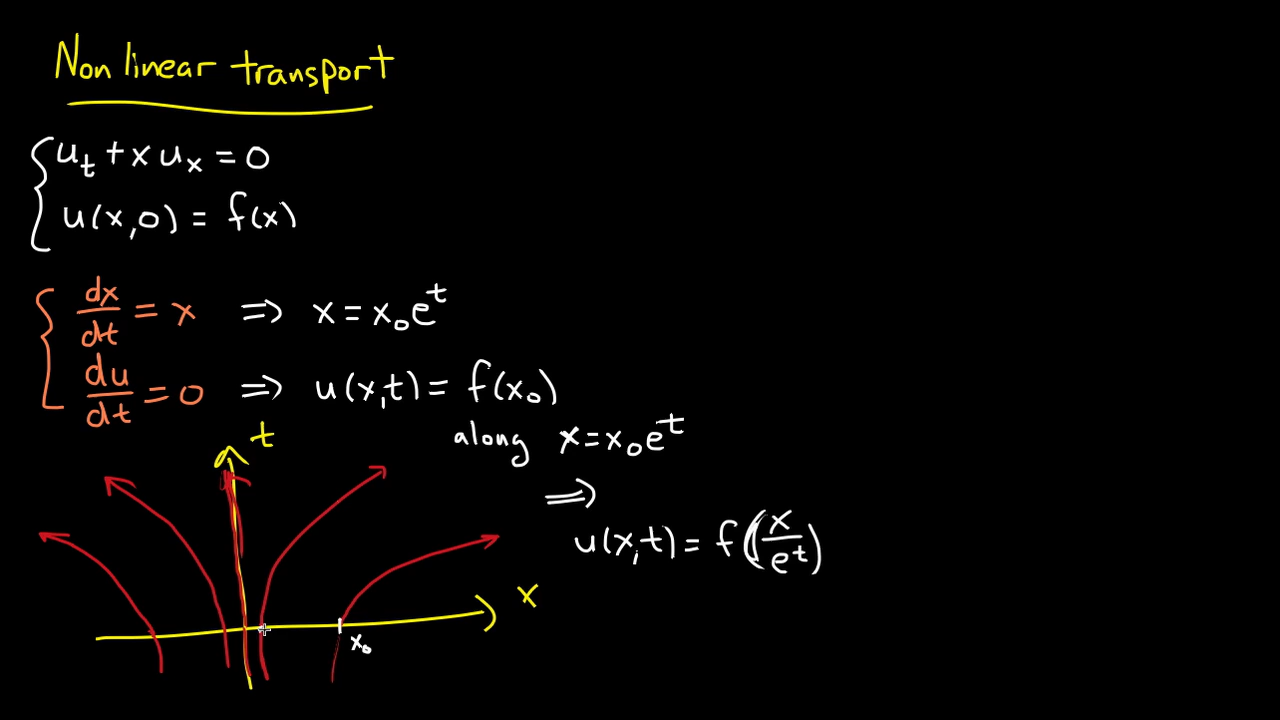 Non linear transport
u_t + x u_x = 0
u(x,0) = f(x)
dx/dt = x ⇒ x = x₀e^t
du/dt = 0 ⇒ u(x,t) = f(x₀)
along x = x₀e^t
⇒
u(x,t) = f(x/e^t)
t
x
x₀